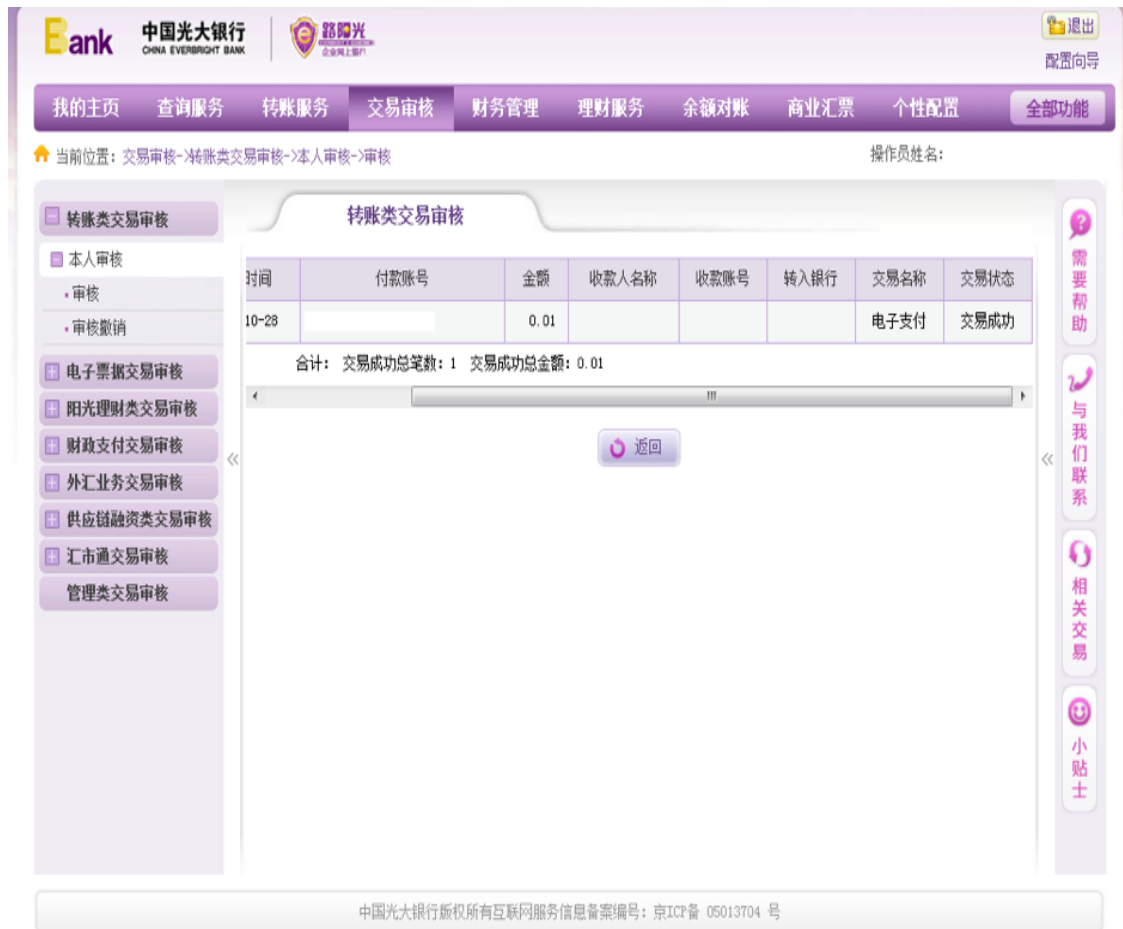 Bank 中国光大银行 CHINA EVERBRIGHT BANK
企业网上银行
退出
配置向导
我的主页 查询服务 转账服务 交易审核 财务管理 理财服务 余额对账 商业汇票 个性配置 全部功能
当前位置：交易审核->转账类交易审核->本人审核->审核
操作员姓名：
转账类交易审核
本人审核
审核
审核撤销
电子票据交易审核
阳光理财类交易审核
财政支付交易审核
外汇业务交易审核
供应链融资类交易审核
汇市通交易审核
管理类交易审核
转账类交易审核
时间 付款账号 金额 收款人名称 收款账号 转入银行 交易名称 交易状态
10-28 0.01 电子支付 交易成功
合计： 交易成功总笔数：1 交易成功总金额：0.01
返回
需要帮助
与我们联系
相关交易
小贴士
中国光大银行版权所有互联网服务信息备案编号：京ICP备 05013704 号